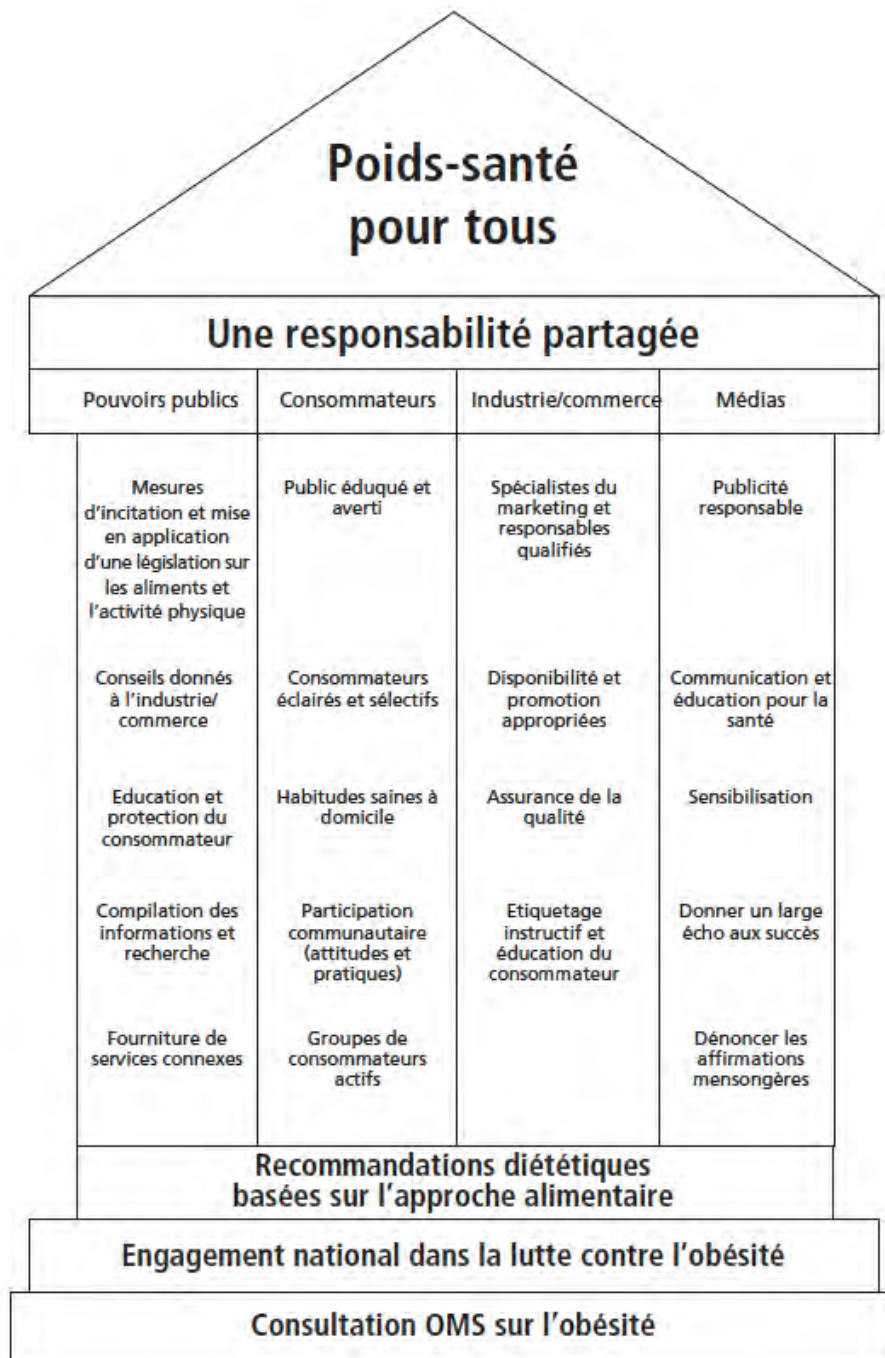 Poids-santé
pour tous
Une responsabilité partagée
Pouvoirs publics
Consommateurs
Industrie/commerce
Médias
Mesures
d'incitation et mise
en application
d'une législation sur
les aliments et
l'activité physique
Public éduqué et
averti
Spécialistes du
marketing et
responsables
qualifiés
Publicité
responsable
Conseils donnés
à l'industrie/
commerce
Consommateurs
éclairés et sélectifs
Disponibilité et
promotion
appropriées
Communication et
éducation pour la
santé
Education et
protection du
consommateur
Habitudes saines à
domicile
Assurance de la
qualité
Sensibilisation
Compilation des
informations et
recherche
Participation
communautaire
(attitudes et
pratiques)
Etiquetage
instructif et
éducation du
consommateur
Donner un large
écho aux succès
Fourniture de
services connexes
Groupes de
consommateurs
actifs
Dénoncer les
affirmations
mensongères
Recommandations diététiques
basées sur l'approche alimentaire
Engagement national dans la lutte contre l'obésité
Consultation OMS sur l'obésité